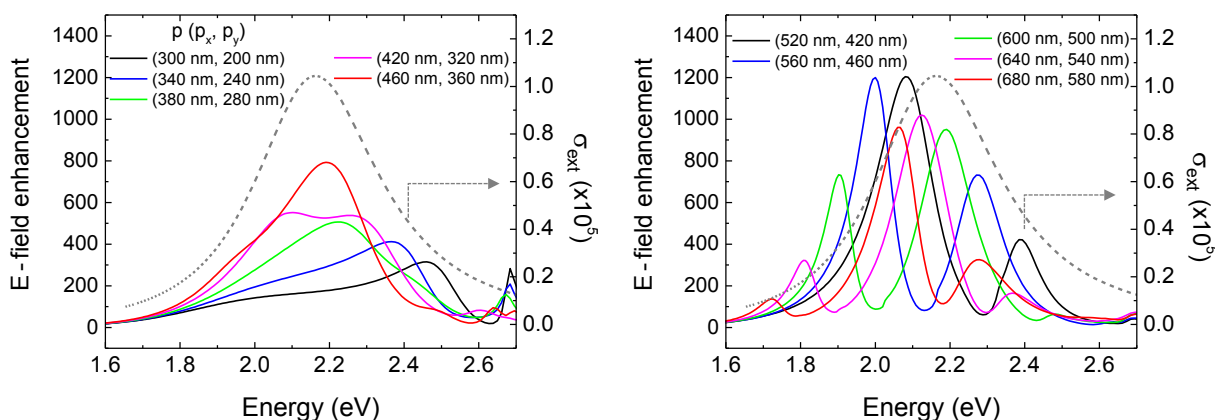 p (pₓ, p_y)
(300 nm, 200 nm)
(340 nm, 240 nm)
(380 nm, 280 nm)
(420 nm, 320 nm)
(460 nm, 360 nm)
1400
1200
1000
800
600
400
200
0
E - field enhancement
1.6
1.8
2.0
2.2
2.4
2.6
Energy (eV)
1.2
1.0
0.8
0.6
0.4
0.2
0.0
σ_ext (x10⁵)
(520 nm, 420 nm)
(560 nm, 460 nm)
(600 nm, 500 nm)
(640 nm, 540 nm)
(680 nm, 580 nm)
1400
1200
1000
800
600
400
200
0
E - field enhancement
1.6
1.8
2.0
2.2
2.4
2.6
Energy (eV)
1.2
1.0
0.8
0.6
0.4
0.2
0.0
σ_ext (x10⁵)